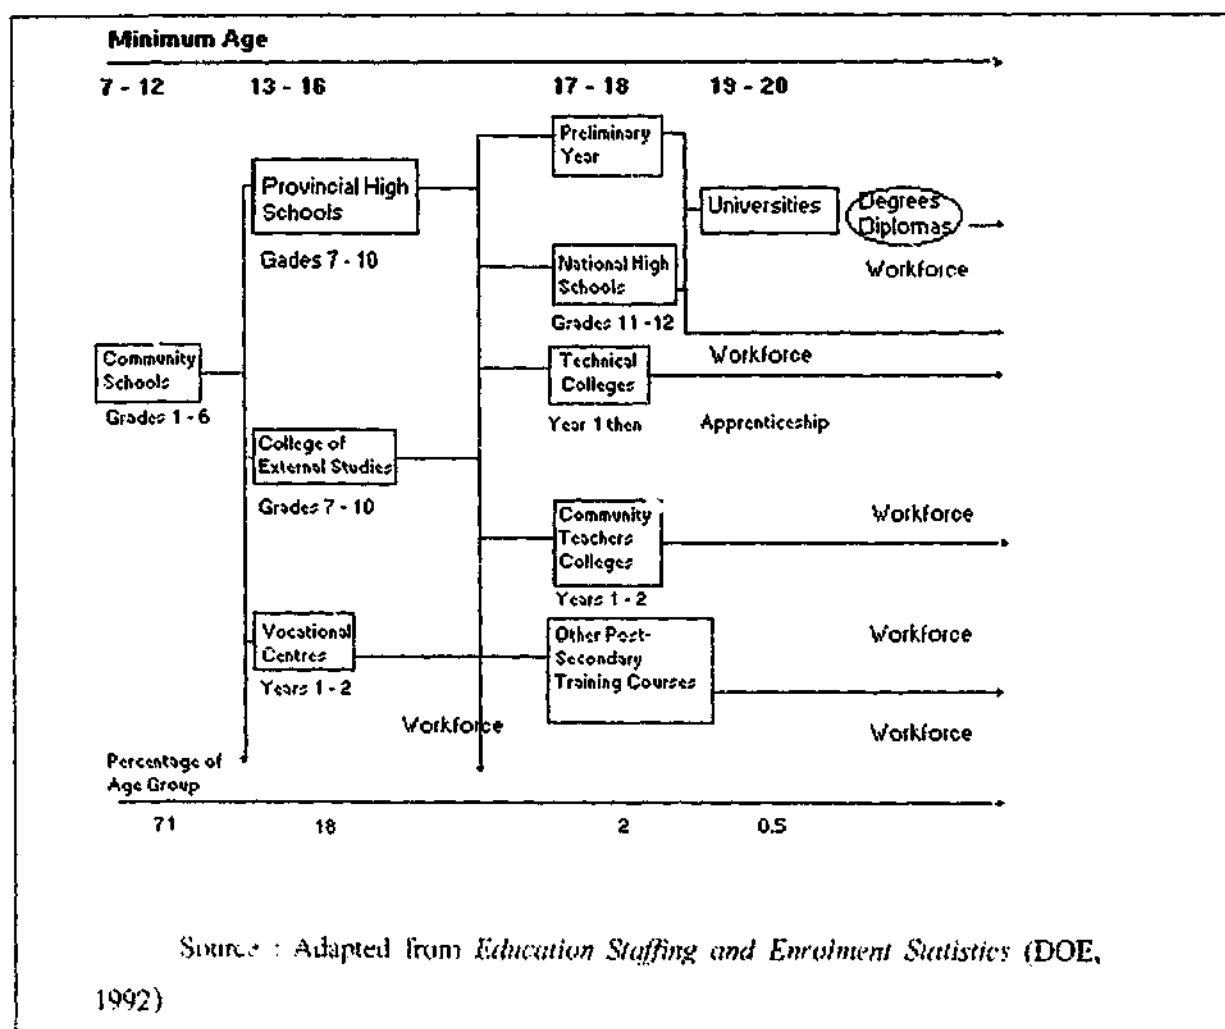 Minimum Age
7 - 12
13 - 16
17 - 18
19 - 20
Preliminary
Year
Provincial High
Schools
Gades 7 - 10
Universities
Degrees
Diplomas
Workforce
National High
Schools
Grades 11 -12
Workforce
Community
Schools
Grades 1 - 6
Technical
Colleges
Year 1 then
Apprenticeship
College of
External Studies
Grades 7 - 10
Community
Teachers
Colleges
Years 1 - 2
Workforce
Vocational
Centres
Years 1 - 2
Other Post-
Secondary
Training Courses
Workforce
Workforce
Workforce
Percentage of
Age Group
71
18
2
0.5
Source : Adapted from Education Staffing and Enrolment Statistics (DOE,
1992)